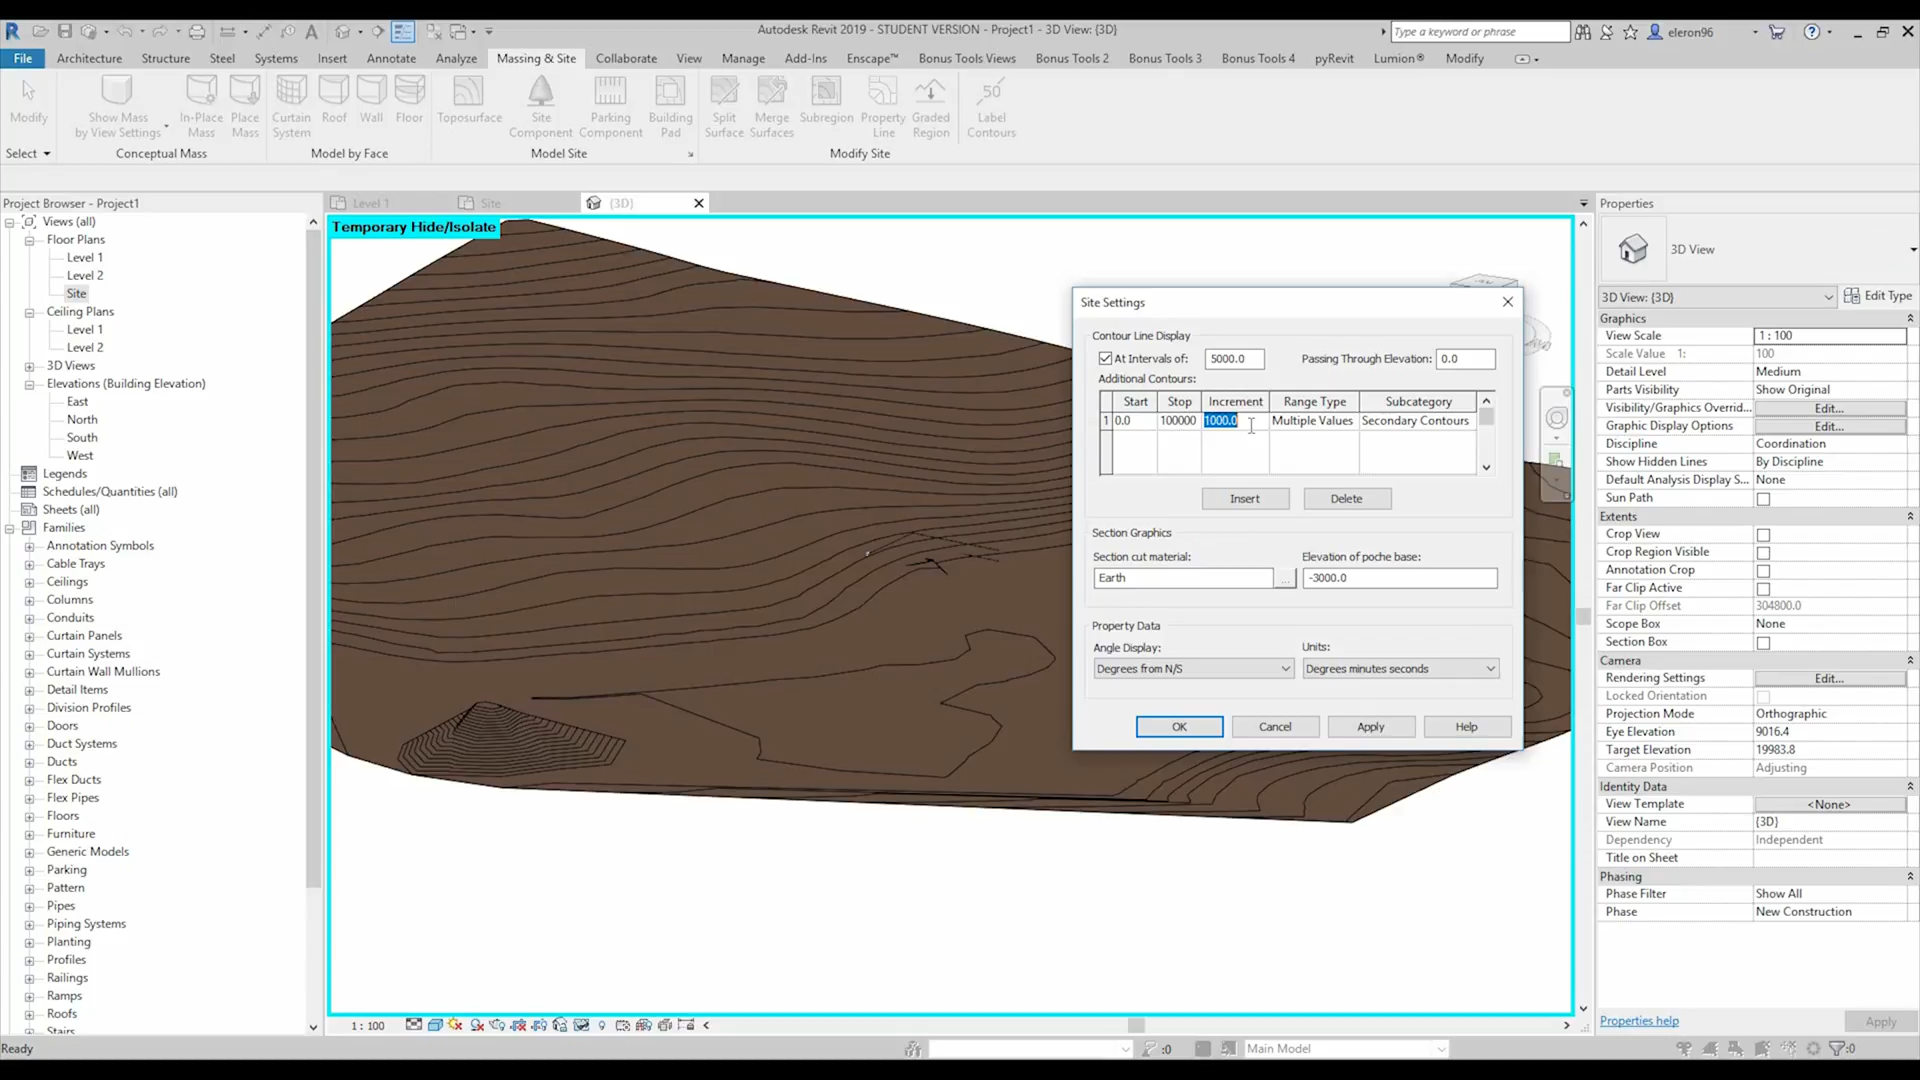 Autodesk Revit 2019 - STUDENT VERSION - Project1 - 3D View: {3D}
Type a keyword or phrase
eleron96
File
Architecture
Structure
Steel
Systems
Insert
Annotate
Analyze
Massing & Site
Collaborate
View
Manage
Add-Ins
Enscape™
Bonus Tools Views
Bonus Tools 2
Bonus Tools 3
Bonus Tools 4
pyRevit
Lumion®
Modify
Modify
Show Mass
by View Settings
In-Place
Mass
Place
Mass
Curtain
System
Roof
Wall
Floor
Toposurface
Site
Component
Parking
Component
Building
Pad
Split
Surface
Merge
Surfaces
Subregion
Property
Line
Graded
Region
50
Label
Contours
Select
Conceptual Mass
Model by Face
Model Site
Modify Site
Project Browser - Project1
Views (all)
Floor Plans
Level 1
Level 2
Site
Ceiling Plans
Level 1
Level 2
3D Views
Elevations (Building Elevation)
East
North
South
West
Legends
Schedules/Quantities (all)
Sheets (all)
Families
Annotation Symbols
Cable Trays
Ceilings
Columns
Conduits
Curtain Panels
Curtain Systems
Curtain Wall Mullions
Detail Items
Division Profiles
Doors
Duct Systems
Ducts
Flex Ducts
Flex Pipes
Floors
Furniture
Generic Models
Parking
Pattern
Pipes
Piping Systems
Planting
Profiles
Railings
Ramps
Roofs
Stairs
Level 1
Site
{3D}
Temporary Hide/Isolate
Site Settings
Contour Line Display
At Intervals of:
5000.0
Passing Through Elevation:
0.0
Additional Contours:
Start Stop Increment Range Type Subcategory
1 0.0 100000 1000.0 Multiple Values Secondary Contours
Insert
Delete
Section Graphics
Section cut material:
Elevation of poche base:
Earth
...
-3000.0
Property Data
Angle Display:
Units:
Degrees from N/S
Degrees minutes seconds
OK
Cancel
Apply
Help
Properties
3D View
3D View: {3D}
Edit Type
Graphics
View Scale 1 : 100
Scale Value 1: 100
Detail Level Medium
Parts Visibility Show Original
Visibility/Graphics Overrid... Edit...
Graphic Display Options Edit...
Discipline Coordination
Show Hidden Lines By Discipline
Default Analysis Display S... None
Sun Path
Extents
Crop View
Crop Region Visible
Annotation Crop
Far Clip Active
Far Clip Offset 304800.0
Scope Box None
Section Box
Camera
Rendering Settings Edit...
Locked Orientation
Projection Mode Orthographic
Eye Elevation 9016.4
Target Elevation 19983.8
Camera Position Adjusting
Identity Data
View Template <None>
View Name {3D}
Dependency Independent
Title on Sheet
Phasing
Phase Filter Show All
Phase New Construction
Properties help
Apply
1 : 100
Ready
:0
Main Model
:0